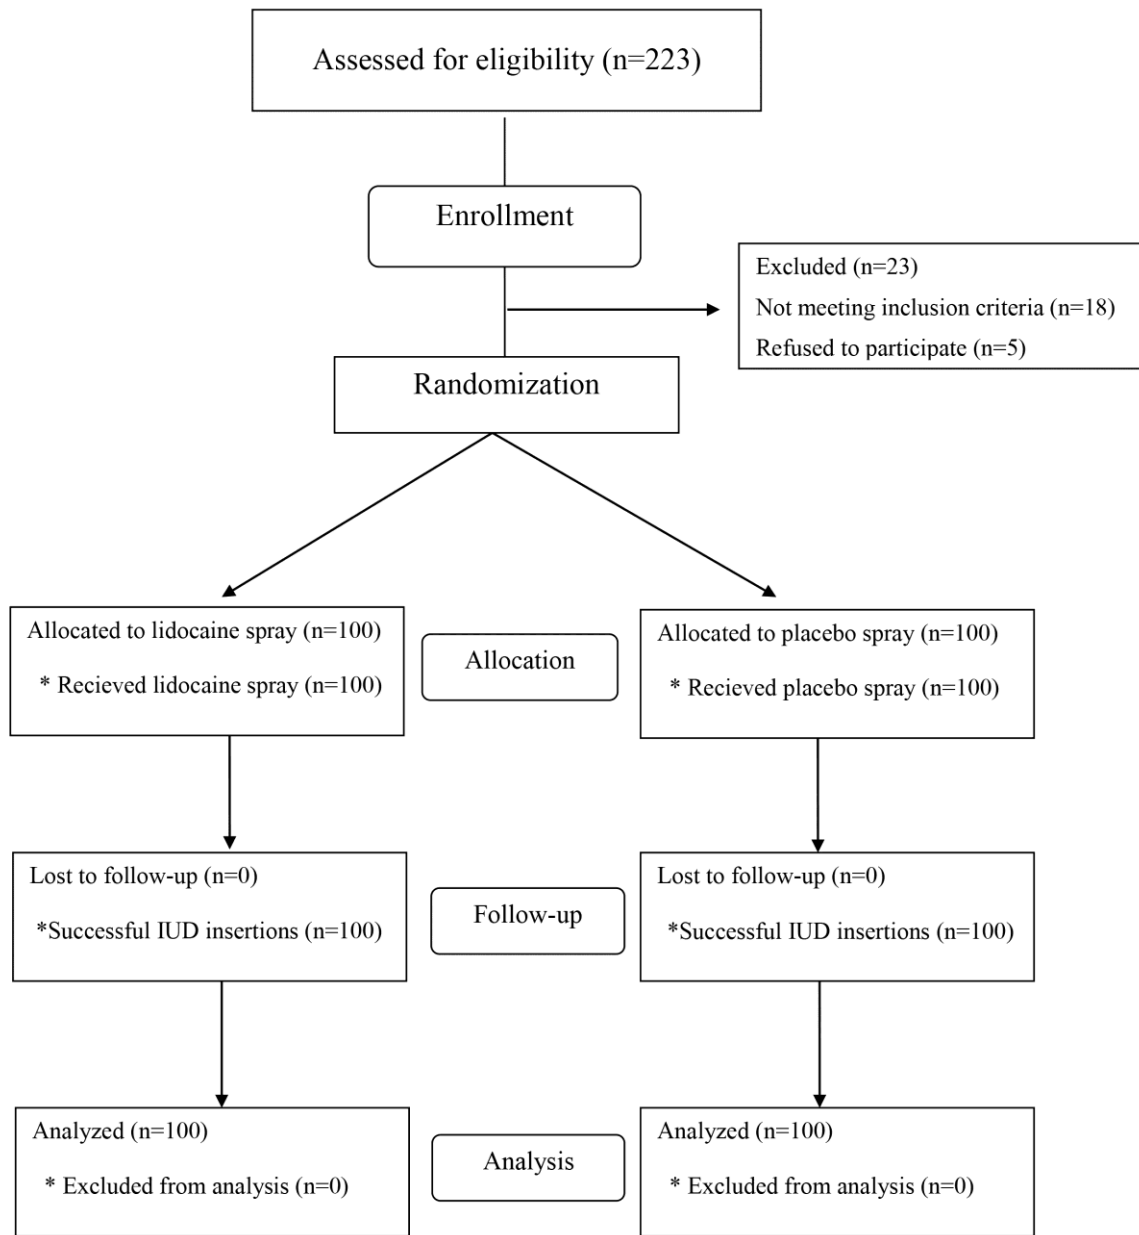 Assessed for eligibility (n=223)
Enrollment
Excluded (n=23)
Not meeting inclusion criteria (n=18)
Refused to participate (n=5)
Randomization
Allocated to lidocaine spray (n=100)
* Recieved lidocaine spray (n=100)
Allocation
Allocated to placebo spray (n=100)
* Recieved placebo spray (n=100)
Lost to follow-up (n=0)
*Successful IUD insertions (n=100)
Follow-up
Lost to follow-up (n=0)
*Successful IUD insertions (n=100)
Analyzed (n=100)
* Excluded from analysis (n=0)
Analysis
Analyzed (n=100)
* Excluded from analysis (n=0)